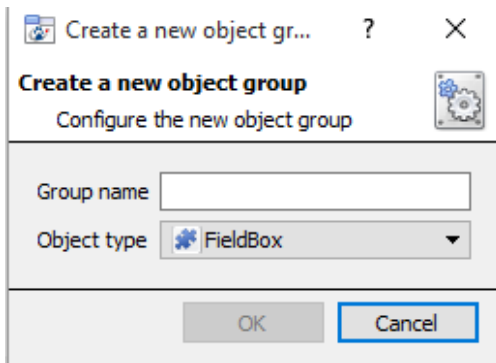 Create a new object gr... ?
Create a new object group
Configure the new object group
Group name
Object type FieldBox
OK Cancel